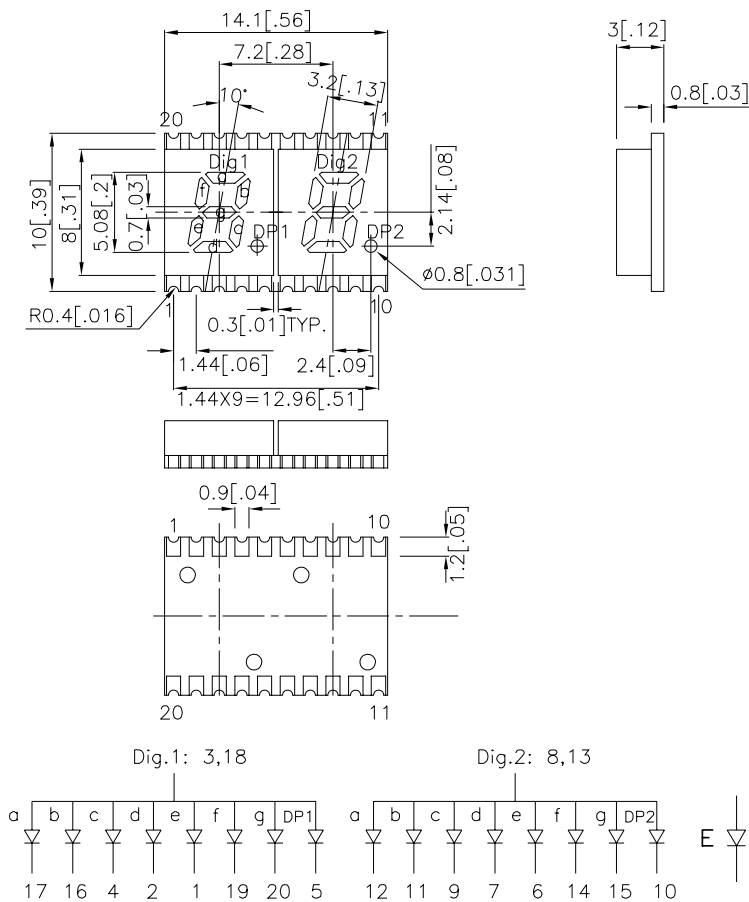 14.1[.56]
7.2[.28]
3.2[.13]
10°
20
11
3[.12]
0.8[.03]
Dig1
Dig2
a
f
b
g
e
c
d
DP1
DP2
10[.39]
8[.31]
5.08[.2]
0.7[.03]
2.14[.08]
ø0.8[.031]
1
10
R0.4[.016]
0.3[.01]TYP.
1.44[.06]
2.4[.09]
1.44X9=12.96[.51]
0.9[.04]
1
10
1.2[.05]
20
11
Dig.1: 3,18
Dig.2: 8,13
a b c d e f g DP1
a b c d e f g DP2
E
17 16 4 2 1 19 20 5
12 11 9 7 6 14 15 10